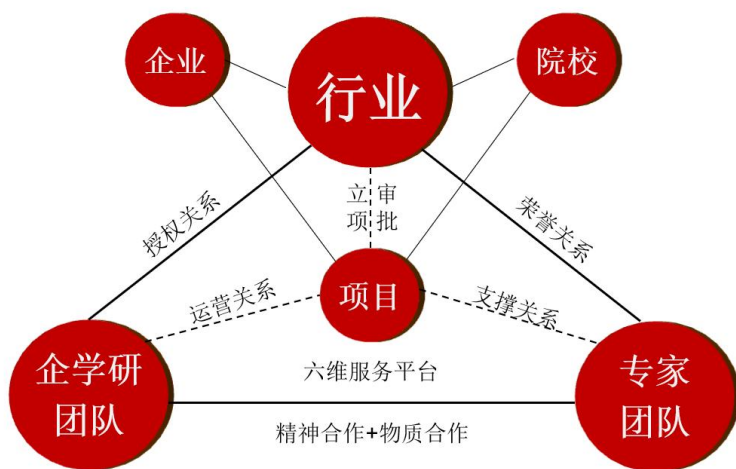 企业
行业
院校
立
项
审
批
授权关系
荣誉关系
运营关系
项目
支撑关系
企学研
团队
六维服务平台
专家
团队
精神合作+物质合作